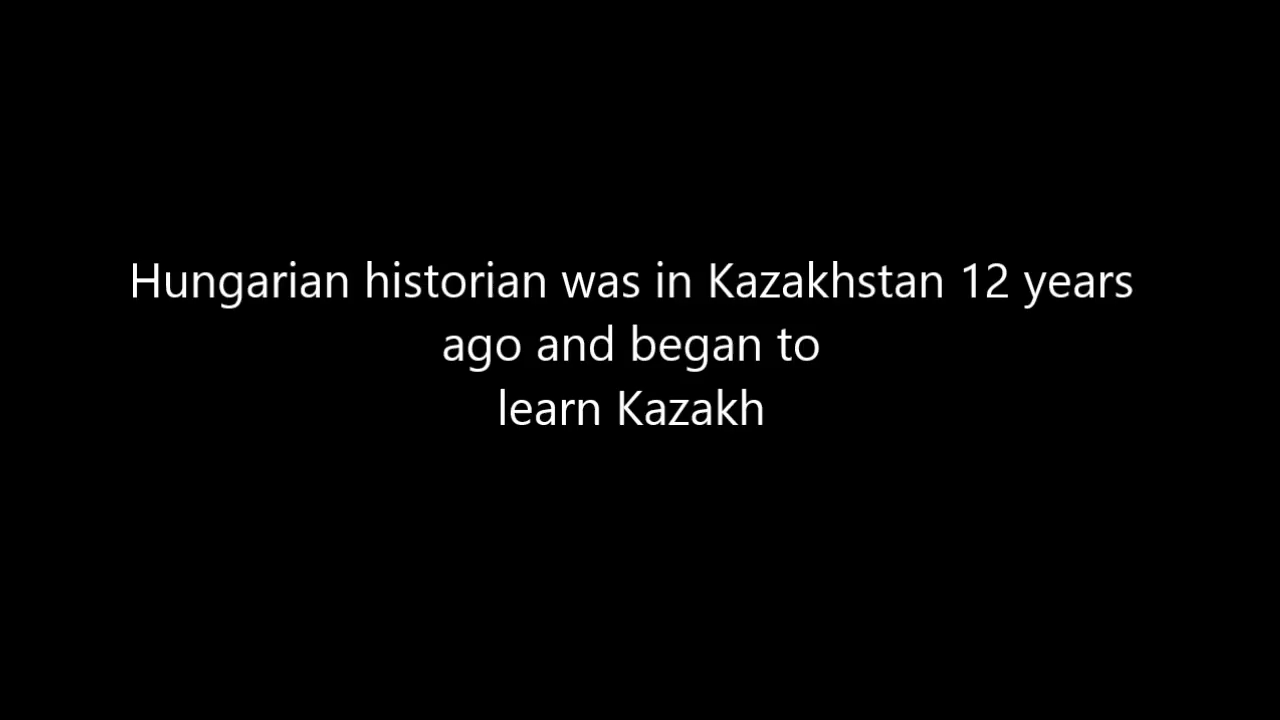 Hungarian historian was in Kazakhstan 12 years
ago and began to
learn Kazakh